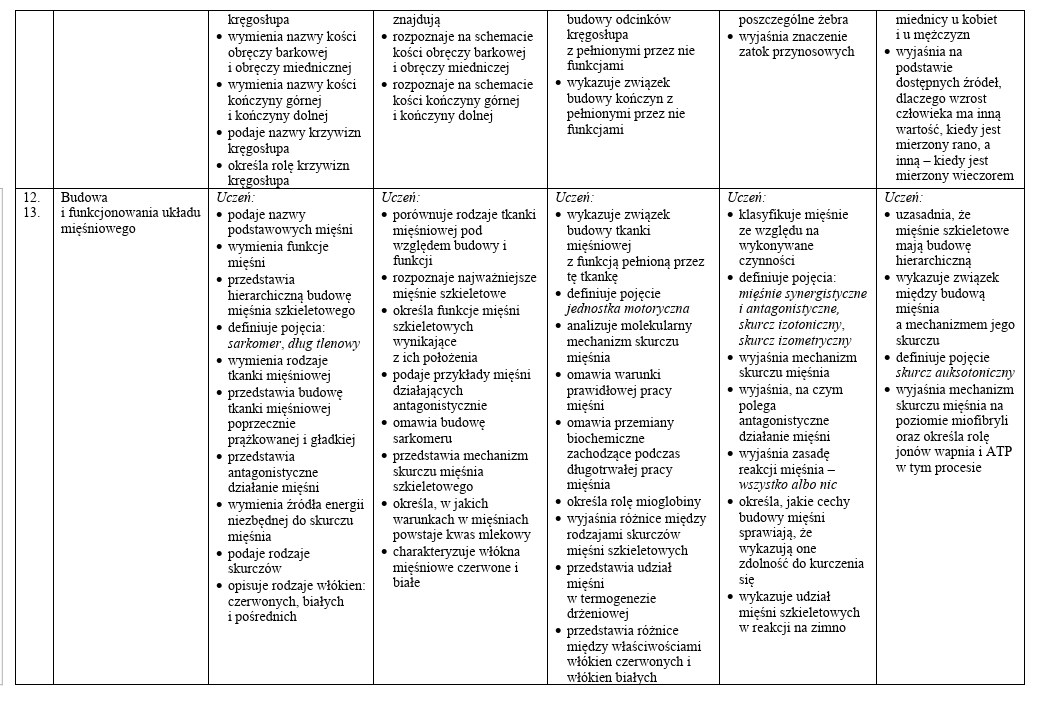 kręgosłupa
• wymienia nazwy kości
obręczy barkowej
i obręczy miednicznej
• wymienia nazwy kości
kończyny górnej
i kończyny dolnej
• podaje nazwy krzywizn
kręgosłupa
• określa rolę krzywizn
kręgosłupa
znajdują
• rozpoznaje na schemacie
kości obręczy barkowej
i obręczy miedniczej
• rozpoznaje na schemacie
kości kończyny górnej
i kończyny dolnej
budowy odcinków
kręgosłupa
z pełnionymi przez nie
funkcjami
• wykazuje związek
budowy kończyn z
pełnionymi przez nie
funkcjami
poszczególne żebra
• wyjaśnia znaczenie
zatok przynosowych
miednicy u kobiet
i u mężczyzn
• wyjaśnia na
podstawie
dostępnych źródeł,
dlaczego wzrost
człowieka ma inną
wartość, kiedy jest
mierzony rano, a
inną – kiedy jest
mierzony wieczorem
12.
13.
Budowa
i funkcjonowania układu
mięśniowego
Uczeń:
• podaje nazwy
podstawowych mięśni
• wymienia funkcje
mięśni
• przedstawia
hierarchiczną budowę
mięśnia szkieletowego
• definiuje pojęcia:
sarkomer, dług tlenowy
• wymienia rodzaje
tkanki mięśniowej
• przedstawia budowę
tkanki mięśniowej
poprzecznie
prążkowanej i gładkiej
• przedstawia
antagonistyczne
działanie mięśni
• wymienia źródła energii
niezbędnej do skurczu
mięśnia
• podaje rodzaje
skurczów
• opisuje rodzaje włókien:
czerwonych, białych
i pośrednich
Uczeń:
• porównuje rodzaje tkanki
mięśniowej pod
względem budowy i
funkcji
• rozpoznaje najważniejsze
mięśnie szkieletowe
• określa funkcje mięśni
szkieletowych
wynikające
z ich położenia
• podaje przykłady mięśni
działających
antagonistycznie
• omawia budowę
sarkomeru
• przedstawia mechanizm
skurczu mięśnia
szkieletowego
• określa, w jakich
warunkach w mięśniach
powstaje kwas mlekowy
• charakteryzuje włókna
mięśniowe czerwone i
białe
Uczeń:
• wykazuje związek
budowy tkanki
mięśniowej
z funkcją pełnioną przez
tę tkankę
• definiuje pojęcie
jednostka motoryczna
• analizuje molekularny
mechanizm skurczu
mięśnia
• omawia warunki
prawidłowej pracy
mięśni
• omawia przemiany
biochemiczne
zachodzące podczas
długotrwałej pracy
mięśnia
• określa rolę mioglobiny
• wyjaśnia różnice między
rodzajami skurczów
mięśni szkieletowych
• przedstawia udział
mięśni
w termogenezie
drżeniowej
• przedstawia różnice
między właściwościami
włókien czerwonych i
włókien białych
Uczeń:
• klasyfikuje mięśnie
ze względu na
wykonywane
czynności
• definiuje pojęcia:
mięśnie synergistyczne
i antagonistyczne,
skurcz izotoniczny,
skurcz izometryczny
• wyjaśnia mechanizm
skurczu mięśnia
• wyjaśnia, na czym
polega
antagonistyczne
działanie mięśni
• wyjaśnia zasadę
reakcji mięśnia –
wszystko albo nic
• określa, jakie cechy
budowy mięśni
sprawiają, że
wykazują one
zdolność do kurczenia
się
• wykazuje udział
mięśni szkieletowych
w reakcji na zimno
Uczeń:
• uzasadnia, że
mięśnie szkieletowe
mają budowę
hierarchiczną
• wykazuje związek
między budową
mięśnia
a mechanizmem jego
skurczu
• definiuje pojęcie
skurcz auksotoniczny
• wyjaśnia mechanizm
skurczu mięśnia na
poziomie miofibryli
oraz określa rolę
jonów wapnia i ATP
w tym procesie